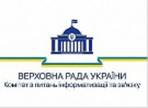 ВЕРХОВНА РАДА УКРАЇНИ
Комітет з питань інформатизації та зв'язку